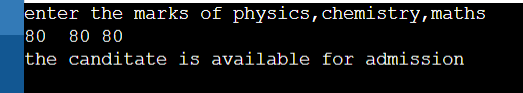 enter the marks of physics,chemistry,maths
80  80 80
the canditate is available for admission